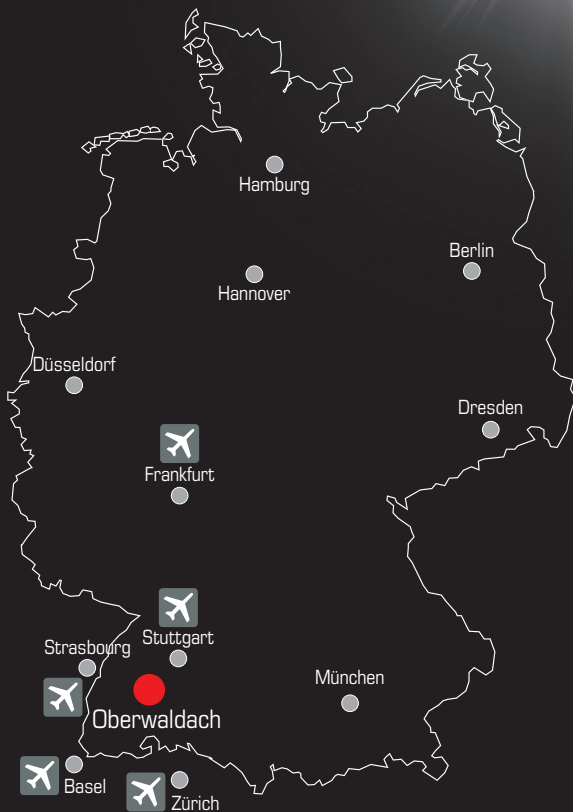 Hamburg
Berlin
Hannover
Düsseldorf
Dresden
Frankfurt
Stuttgart
Strasbourg
München
Oberwaldach
Basel
Zürich